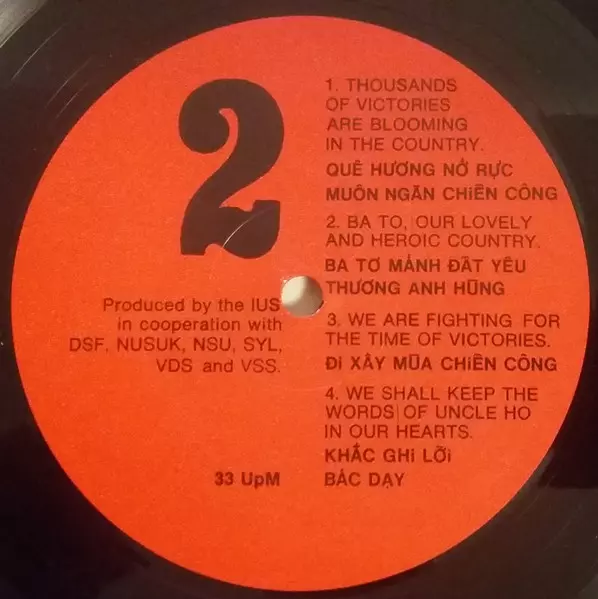 2
1. THOUSANDS
OF VICTORIES
ARE BLOOMING
IN THE COUNTRY.
QUÊ HƯƠNG NỞ RỰC
MUÔN NGÃN CHiẾN CÔNG
2. BA TO, OUR LOVELY
AND HEROIC COUNTRY.
BA TƠ MẢNH ĐẤT YÊU
THƯƠNG ANH HŨNG
3. WE ARE FIGHTING FOR
THE TIME OF VICTORIES.
Đi XÂY MŨA CHiẾN CÔNG
4. WE SHALL KEEP THE
WORDS OF UNCLE HO
IN OUR HEARTS.
KHẮC GHi LỠi
BÁC DẠY
Produced by the IUS
in cooperation with
DSF, NUSUK, NSU, SYL,
VDS and VSS.
33 UpM